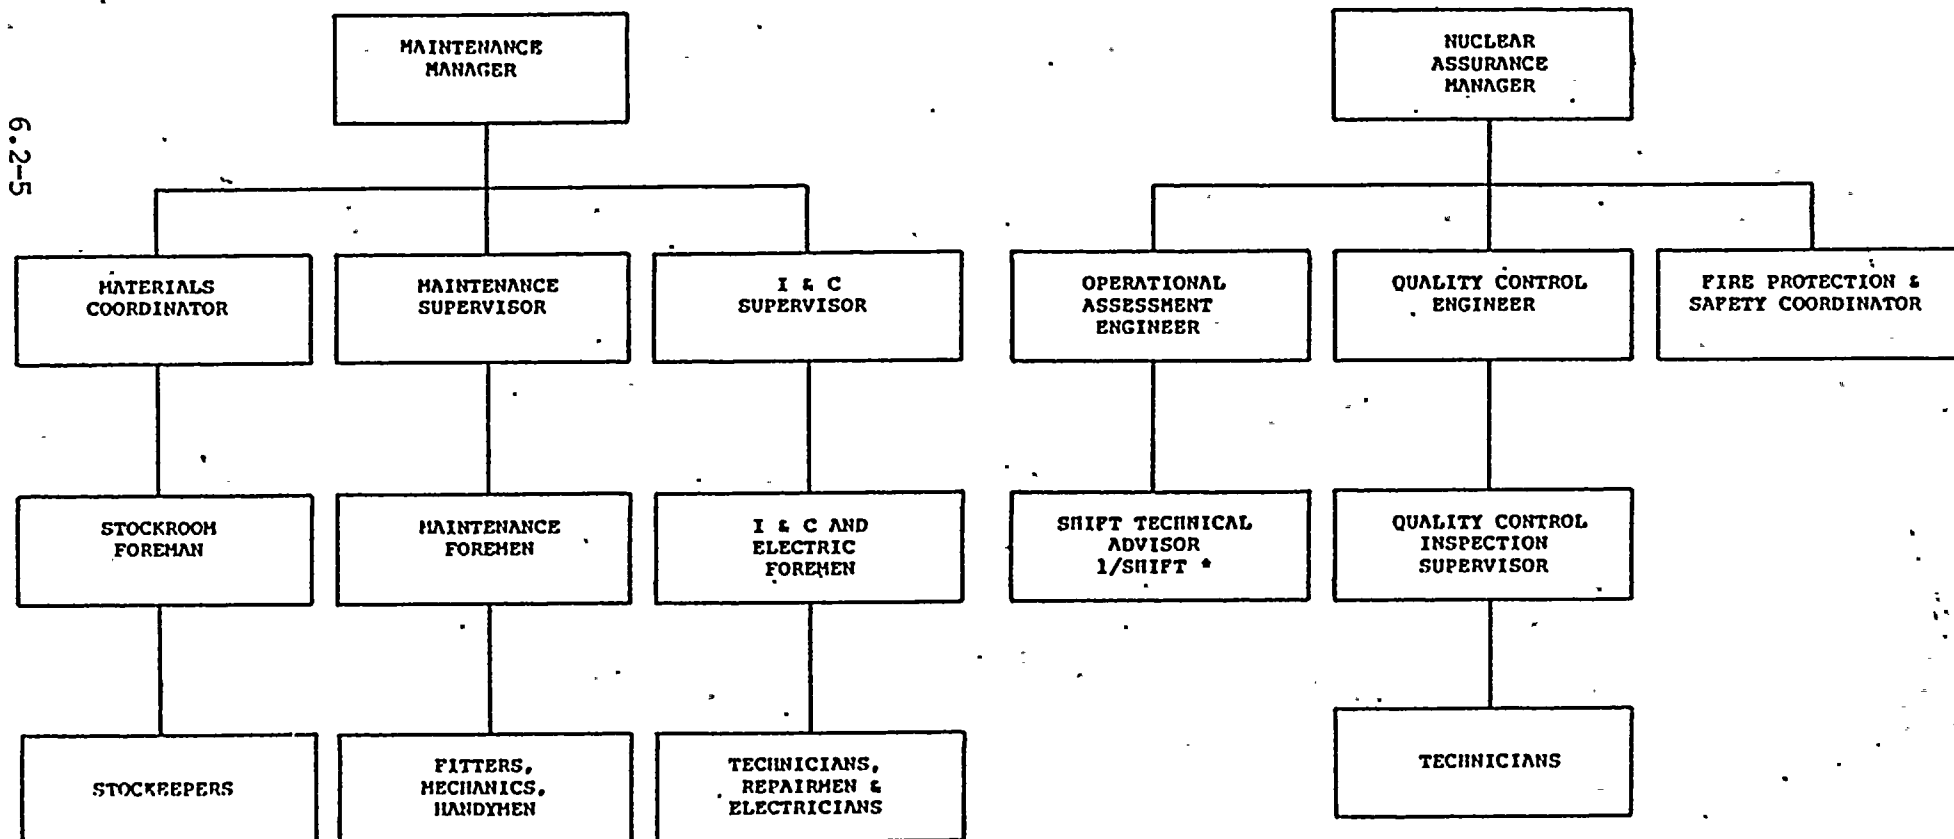 6.2-5
MAINTENANCE
MANAGER
NUCLEAR
ASSURANCE
MANAGER
MATERIALS
COORDINATOR
MAINTENANCE
SUPERVISOR
I & C
SUPERVISOR
OPERATIONAL
ASSESSMENT
ENGINEER
QUALITY CONTROL
ENGINEER
FIRE PROTECTION &
SAFETY COORDINATOR
STOCKROOM
FOREMAN
MAINTENANCE
FOREMEN
I & C AND
ELECTRIC
FOREMEN
SHIFT TECHNICAL
ADVISOR
1/SHIFT *
QUALITY CONTROL
INSPECTION
SUPERVISOR
STOCKEEPERS
FITTERS,
MECHANICS,
HANDYMEN
TECHNICIANS,
REPAIRMEN &
ELECTRICIANS
TECHNICIANS